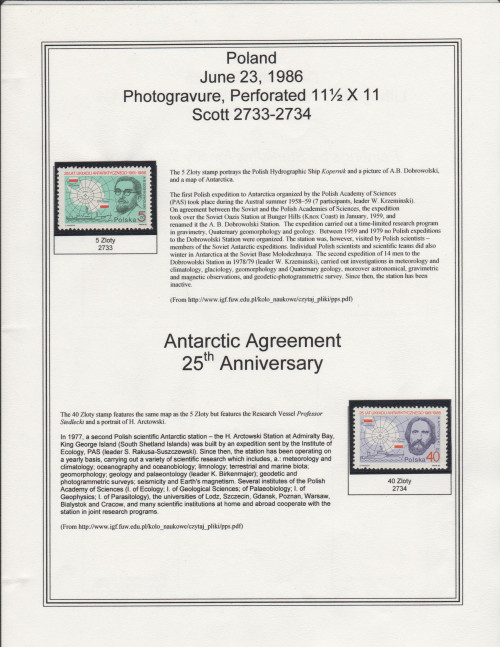 Poland
June 23, 1986
Photogravure, Perforated 11½ X 11
Scott 2733-2734
5
Polska
5 Zloty
2733
The 5 Zloty stamp portrays the Polish Hydrographic Ship Kopernik and a picture of A.B. Dobrowolski,
and a map of Antarctica.
The first Polish expedition to Antarctica organized by the Polish Academy of Sciences
(PAS) took place during the Austral summer 1958–59 (7 participants, leader W. Krzeminski).
On agreement between the Soviet and the Polish Academies of Sciences, the expedition
took over the Soviet Oazis Station at Bunger Hills (Knox Coast) in January, 1959, and
renamed it the A. B. Dobrowolski Station. The expedition carried out a time-limited research program
in gravimetry, Quaternary geomorphology and geology. Between 1959 and 1979 no Polish expeditions
to the Dobrowolski Station were organized. The station was, however, visited by Polish scientists –
members of the Soviet Antarctic expeditions. Individual Polish scientists and scientific teams did also
winter in Antarctica at the Soviet Base Molodezhnaya. The second expedition of 14 men to the
Dobrowolski Station in 1978/79 (leader W. Krzeminski), carried out investigations in meteorology and
climatology, glaciology, geomorphology and Quaternary geology, moreover astronomical, gravimetric
and magnetic observations, and geodetic-photogrammetric surveys. Since then, the station has been
inactive.
(From http://www.igf.fuw.edu.pl/kolo_naukowe/czytaj_pliki/pps.pdf)
Antarctic Agreement
25th Anniversary
The 40 Zloty stamp features the same map as the 5 Zloty but features the Research Vessel Professor
Siedlecki and a portrait of H. Arctowski.
In 1977, a second Polish scientific Antarctic station – the H. Arctowski Station at Admiralty Bay,
King George Island (South Shetland Islands) was built by an expedition sent by the Institute of
Ecology, PAS (leader S. Rakusa-Suszczewski). Since then, the station has been operating on
a yearly basis, carrying out a variety of scientific research which includes, a.: meteorology and
climatology; oceanography and oceanobiology; limnology; terrestrial and marine biota;
geomorphology, geology and paleontology (leader K. Birkenmajer); geodetic and
photogrammetric surveys; seismicity and Earth's magnetism. Several institutes of the Polish
Academy of Sciences (I. of Ecology; I. of Geological Sciences; of Palaeobiology; I. of
Geophysics; I. of Parasitology), the universities of Lodz, Szczecin, Gdansk, Poznan, Warsaw,
Bialystok and Cracow, and many scientific institutions at home and abroad cooperate with the
station in joint research programs.
(From http://www.igf.fuw.edu.pl/kolo_naukowe/czytaj_pliki/pps.pdf)
Polska 40
40 Zloty
2734